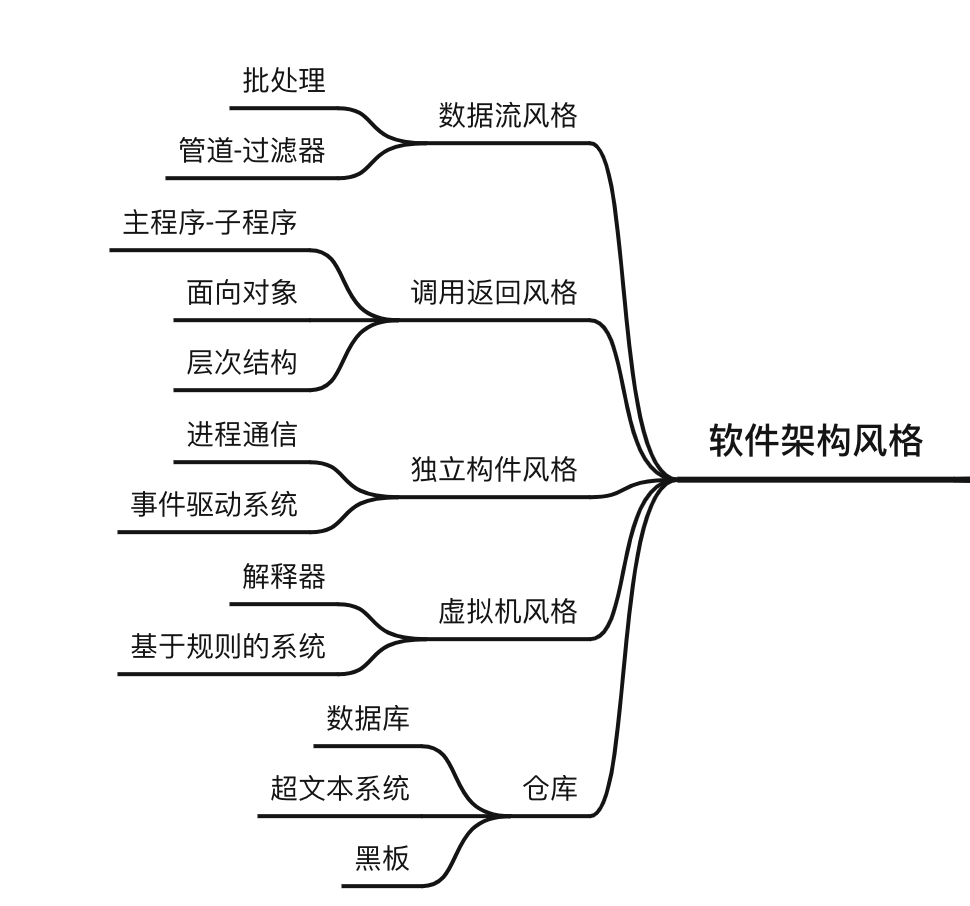 批处理
数据流风格
管道-过滤器
主程序-子程序
面向对象
调用返回风格
层次结构
软件架构风格
进程通信
独立构件风格
事件驱动系统
解释器
虚拟机风格
基于规则的系统
数据库
超文本系统
仓库
黑板